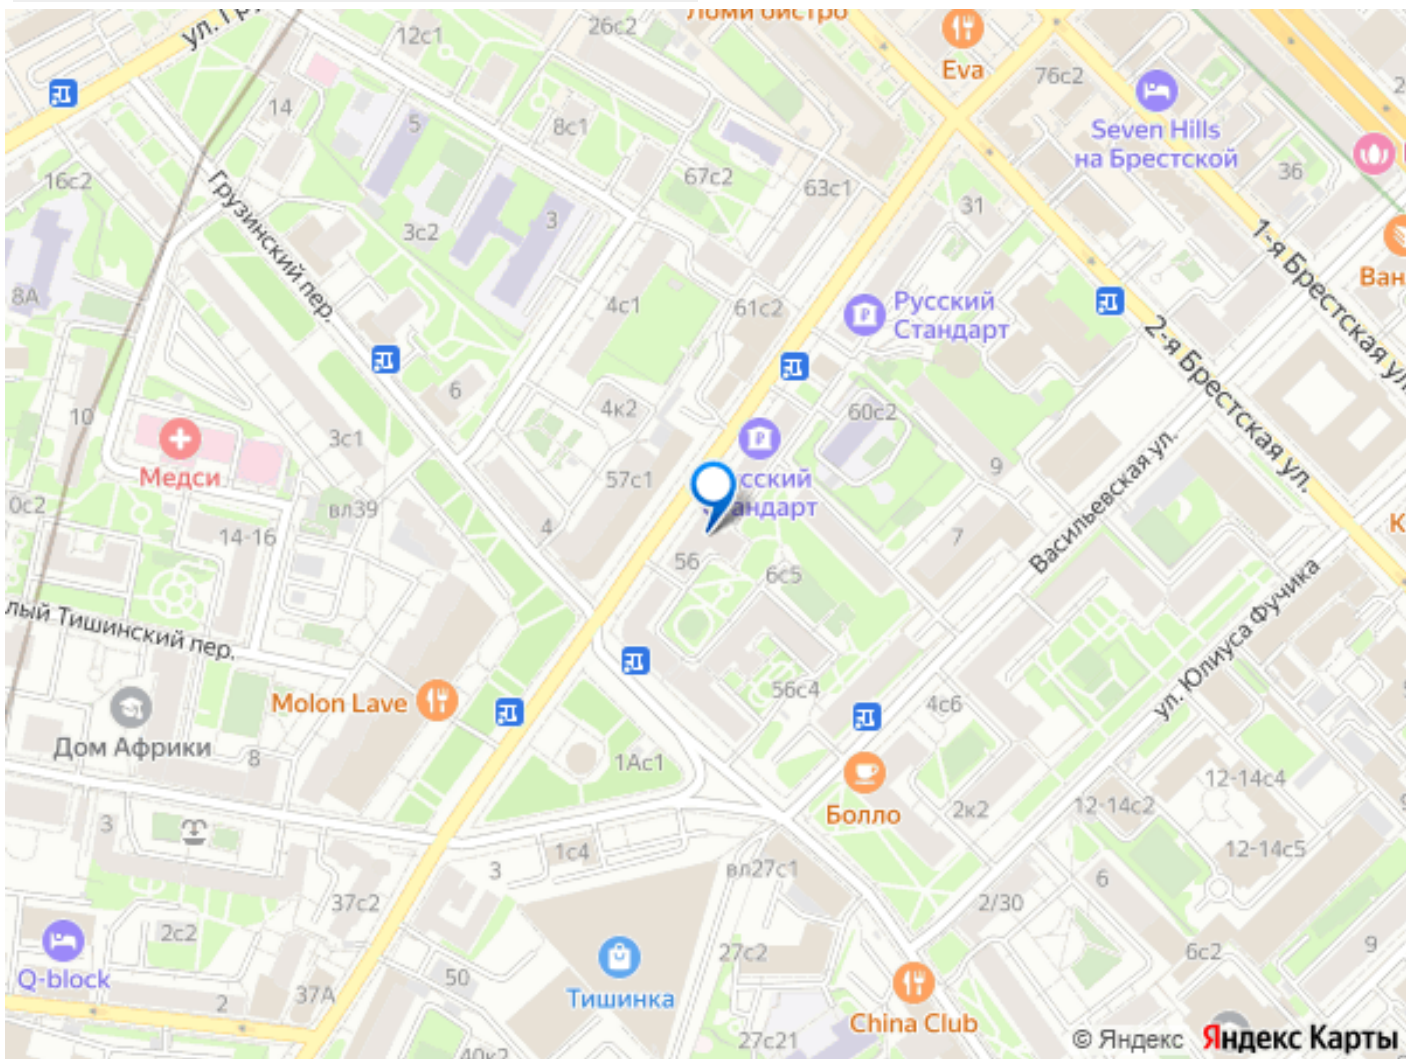 Ломи бистро
ул. Гру
12с1
26с2
Eva
76с2
14
5
8с1
Seven Hills
на Брестской
36
16с2
67с2
63с1
Грузинский пер.
3с2
3
31
1-я Брестская ул.
Ван
8А
4с1
61с2
Русский
Стандарт
2-я Брестская ул.
6
10
4к2
60с2
3с1
Медси
57с1
сский
андарт
9
Васильевская ул.
0с2
вл39
14-16
4
7
56
6с5
лый Тишинский пер.
ул. Юлиуса Фучика
Molon Lave
56с4
4с6
Дом Африки
8
1Ас1
12-14с4
Болло
2к2
12-14с2
3
1с4
3
вл27с1
12-14с5
6
37с2
2/30
2с2
27с2
6с2
9
Q-block
50
Тишинка
2
37А
China Club
40к2
27с21
© Яндекс Яндекс Карты